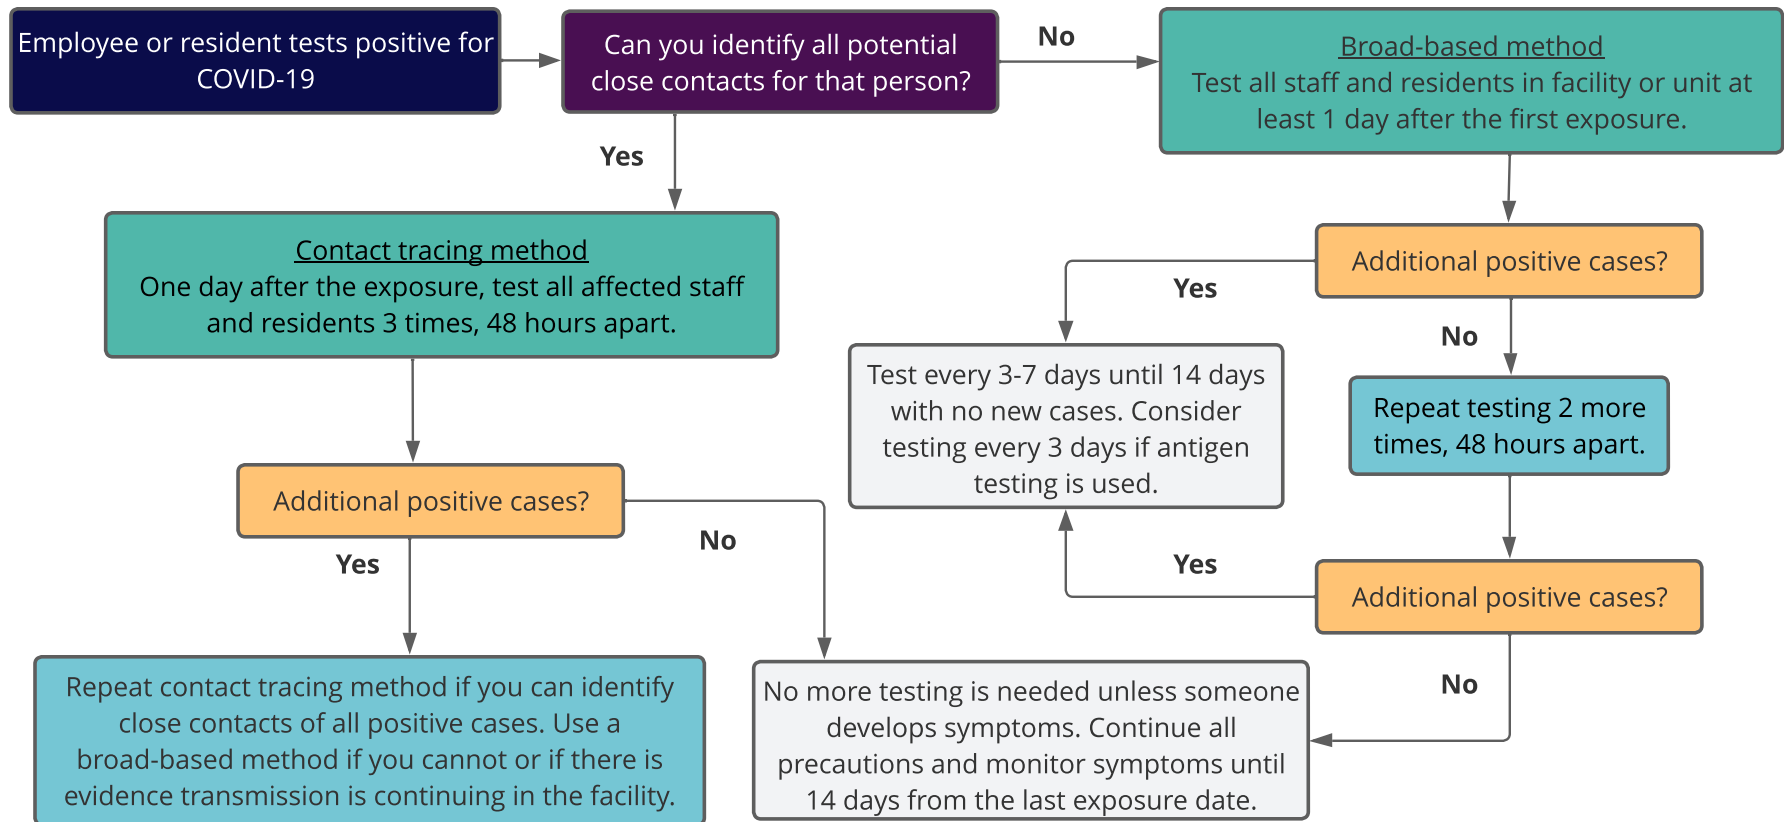 Employee or resident tests positive for
COVID-19
Can you identify all potential
close contacts for that person?
No
Broad-based method
Test all staff and residents in facility or unit at
least 1 day after the first exposure.
Yes
Contact tracing method
One day after the exposure, test all affected staff
and residents 3 times, 48 hours apart.
Additional positive cases?
Yes
No
Test every 3-7 days until 14 days
with no new cases. Consider
testing every 3 days if antigen
testing is used.
Repeat testing 2 more
times, 48 hours apart.
Additional positive cases?
No
Yes
Yes
Additional positive cases?
No
Repeat contact tracing method if you can identify
close contacts of all positive cases. Use a
broad-based method if you cannot or if there is
evidence transmission is continuing in the facility.
No more testing is needed unless someone
develops symptoms. Continue all
precautions and monitor symptoms until
14 days from the last exposure date.